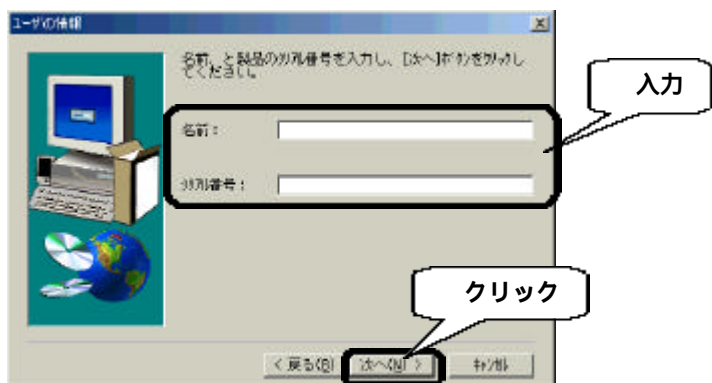 ユーザの情報
名前、と製品のｼﾘｱﾙ番号を入力し、[次へ]ﾎﾞﾀﾝをｸﾘｯｸし
てください。
入力
名前：
ｼﾘｱﾙ番号：
クリック
< 戻る(B)
次へ(N) >
ｷｬﾝｾﾙ